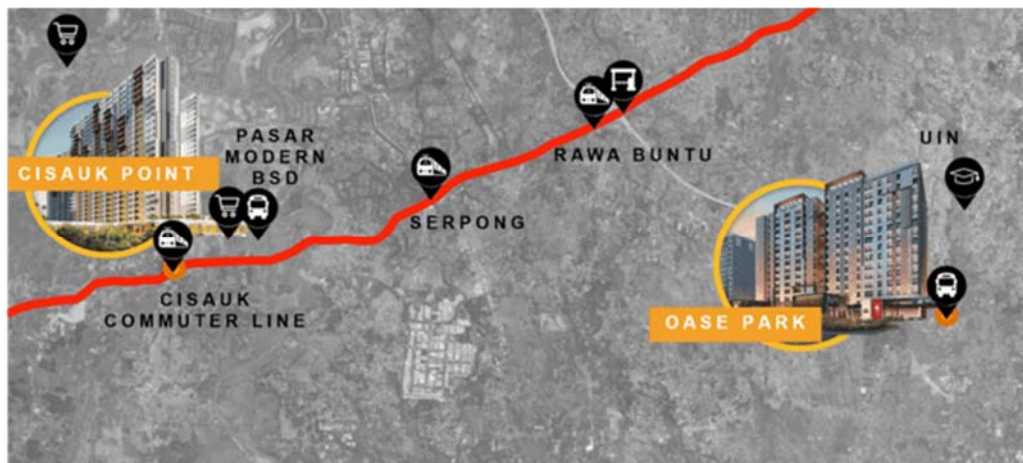 PASAR
MODERN
BSD
CISAUK POINT
CISAUK
COMMUTER LINE
SERPONG
RAWA BUNTU
UIN
OASE PARK